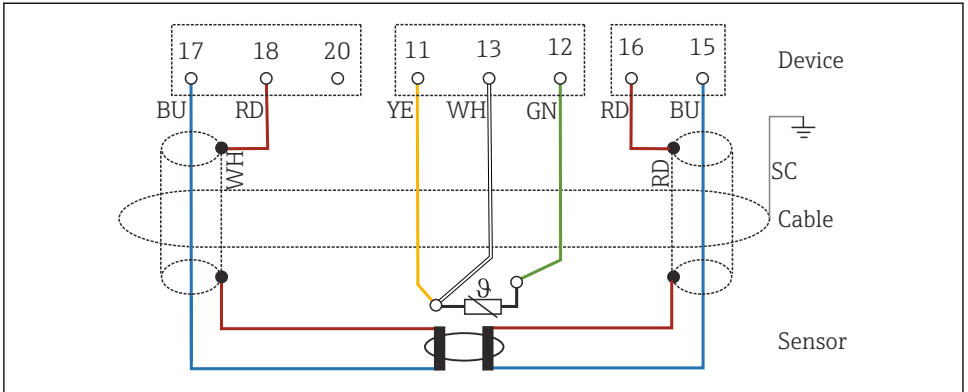 17 18 20 11 13 12 16 15
Device
BU RD YE WH GN RD BU
WH RD SC
Cable
ϑ
Sensor